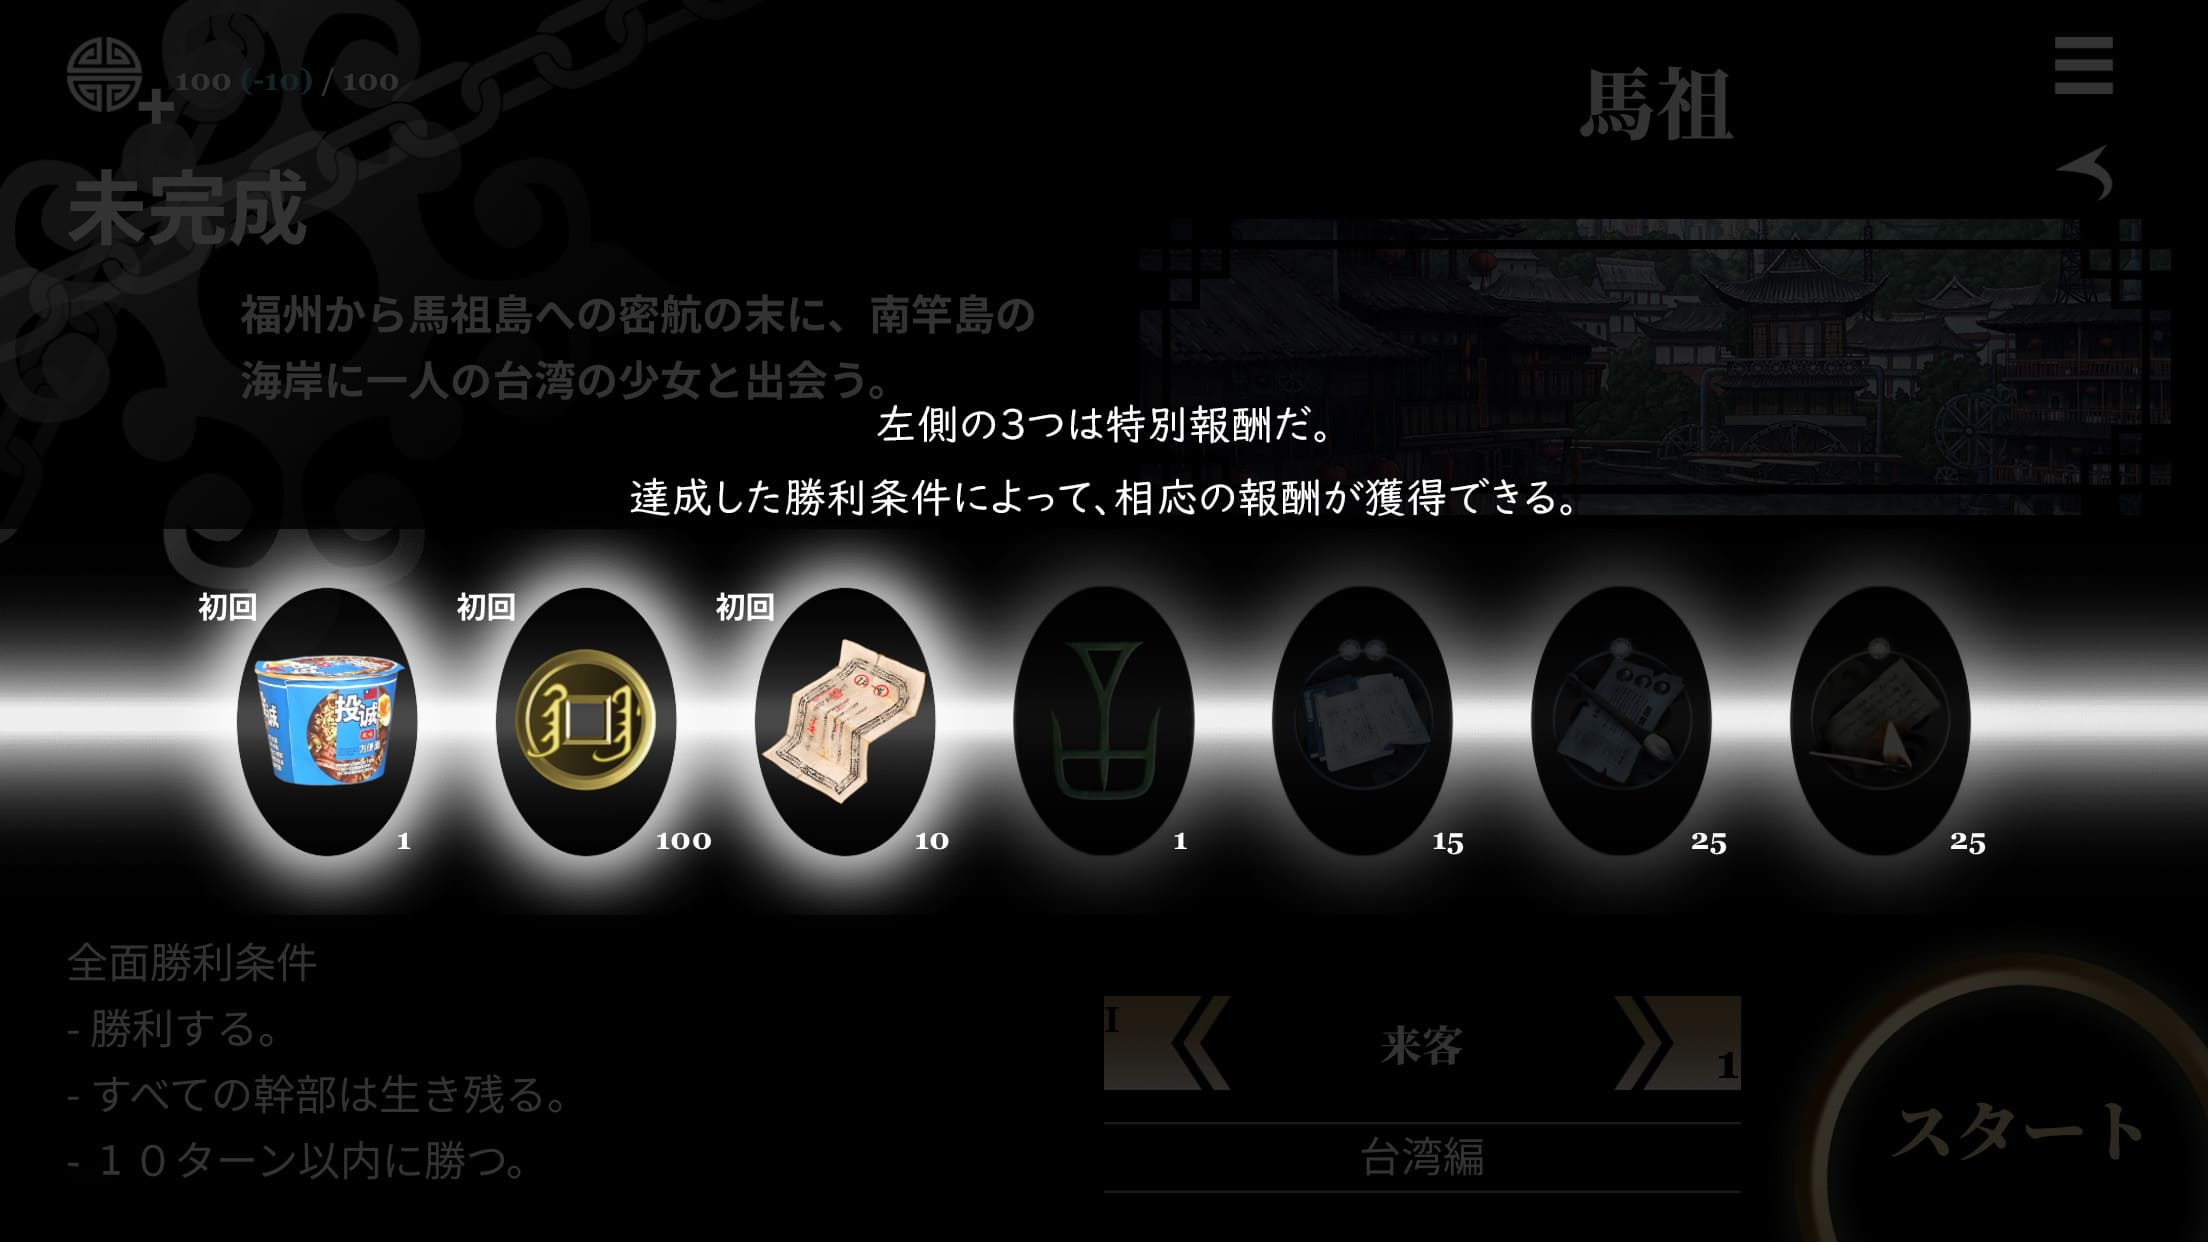 100 (-10) / 100
馬祖
未完成
福州から馬祖島への密航の末に、南竿島の
海岸に一人の台湾の少女と出会う。
左側の3つは特別報酬だ。
達成した勝利条件によって、相応の報酬が獲得できる。
初回
初回
初回
投诚
方便面
1
100
10
1
15
25
25
全面勝利条件
- 勝利する。
- すべての幹部は生き残る。
- １０ターン以内に勝つ。
I
来客
1
台湾編
スタート